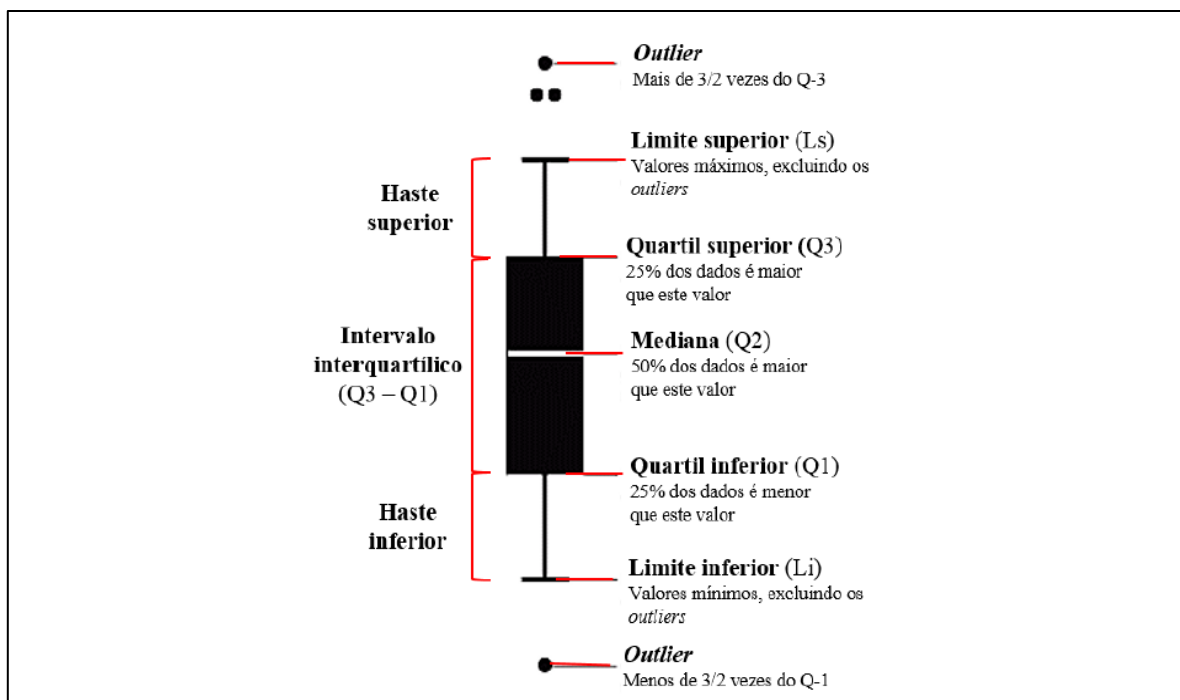 Outlier
Mais de 3/2 vezes do Q-3
Limite superior (Ls)
Valores máximos, excluindo os
outliers
Haste
superior
Quartil superior (Q3)
25% dos dados é maior
que este valor
Intervalo
interquartílico
(Q3 – Q1)
Mediana (Q2)
50% dos dados é maior
que este valor
Quartil inferior (Q1)
25% dos dados é menor
que este valor
Haste
inferior
Limite inferior (Li)
Valores mínimos, excluindo os
outliers
Outlier
Menos de 3/2 vezes do Q-1